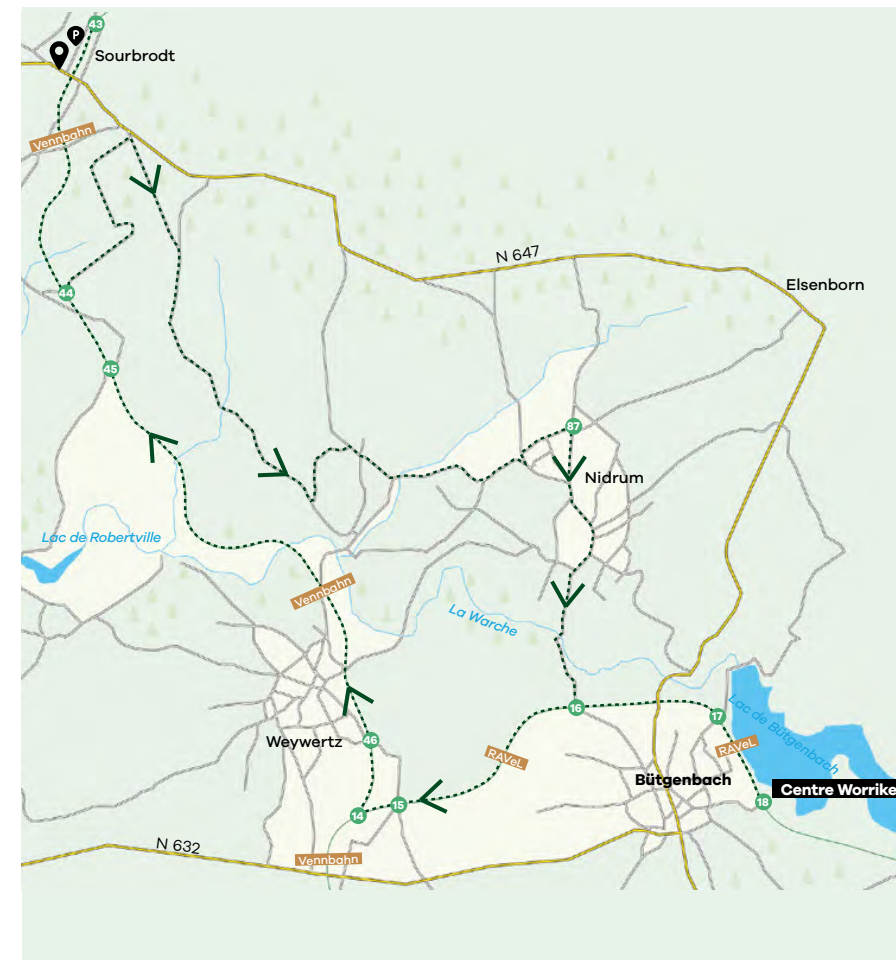 43
P
Sourbrodt
Vennbahn
N 647
Elsenborn
44
45
87
Nidrum
Lac de Robertville
Vennbahn
La Warche
16
17
Lac de Bütgenbach
RAVeL
Weywertz
46
RAVeL
Bütgenbach
Centre Worrike
18
15
14
N 632
Vennbahn